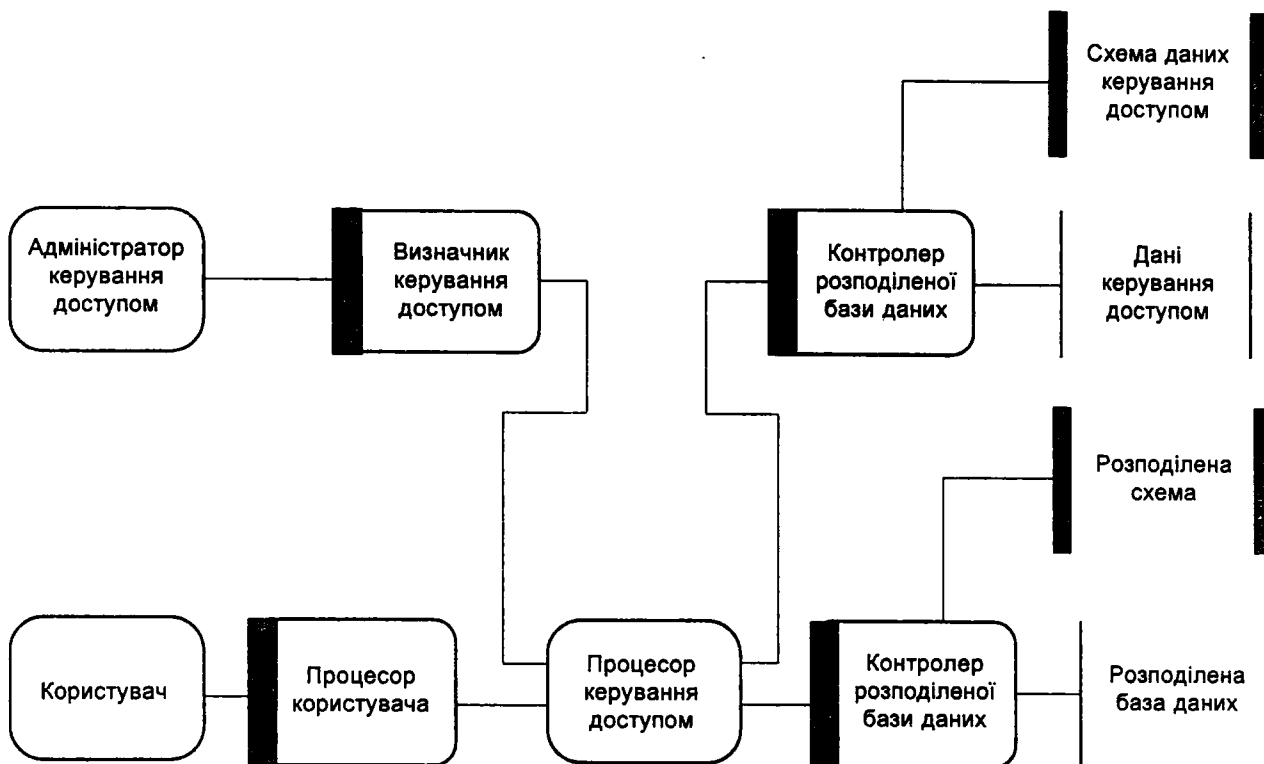 Схема даних
керування
доступом
Адміністратор
керування
доступом
Визначник
керування
доступом
Контролер
розподіленої
бази даних
Дані
керування
доступом
Розподілена
схема
Користувач
Процесор
користувача
Процесор
керування
доступом
Контролер
розподіленої
бази даних
Розподілена
база даних